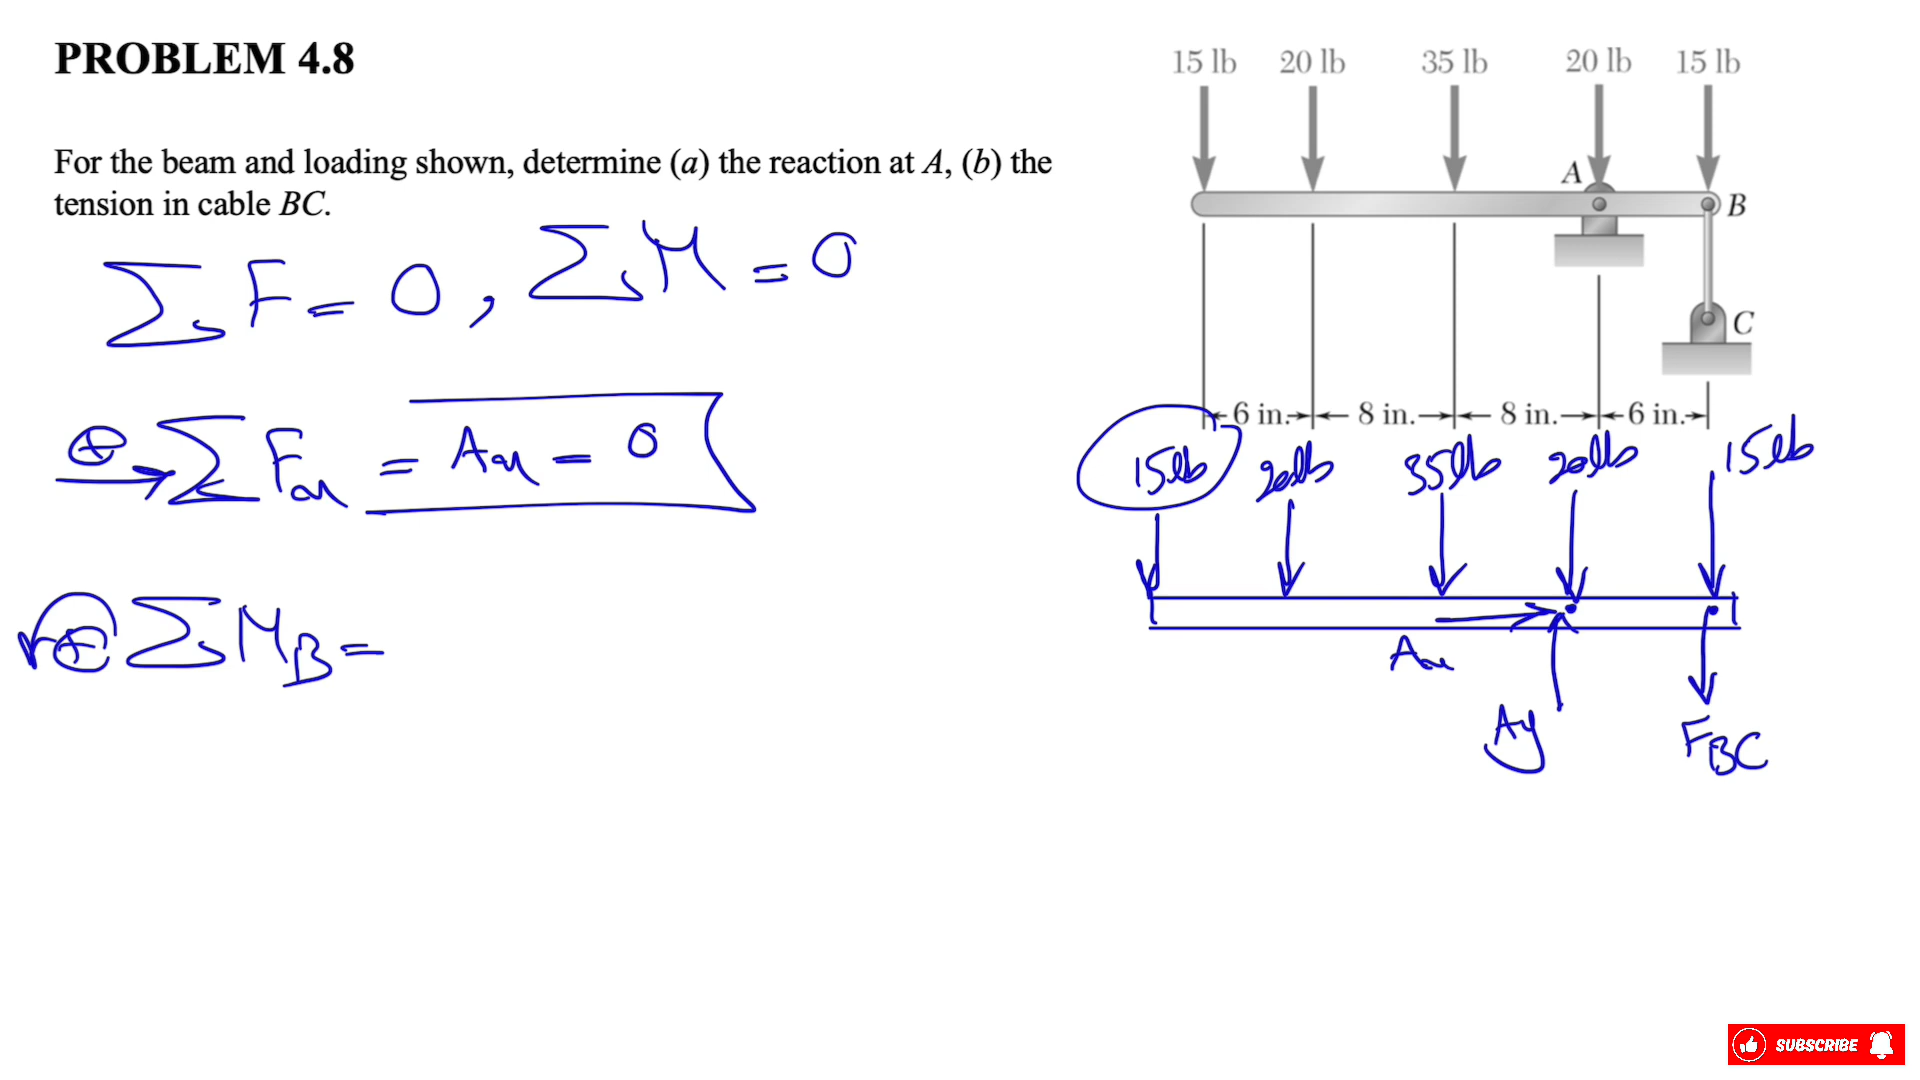 PROBLEM 4.8
For the beam and loading shown, determine (a) the reaction at A, (b) the
tension in cable BC.
15 lb 20 lb 35 lb 20 lb 15 lb
A
B
C
6 in. 8 in. 8 in. 6 in.
ΣF = 0, ΣM = 0
⊕ ΣFx = Ax = 0
⊕ ΣMB =
15lb 20lb 35lb 20lb 15lb
Ax
Ay
FBC
SUBSCRIBE